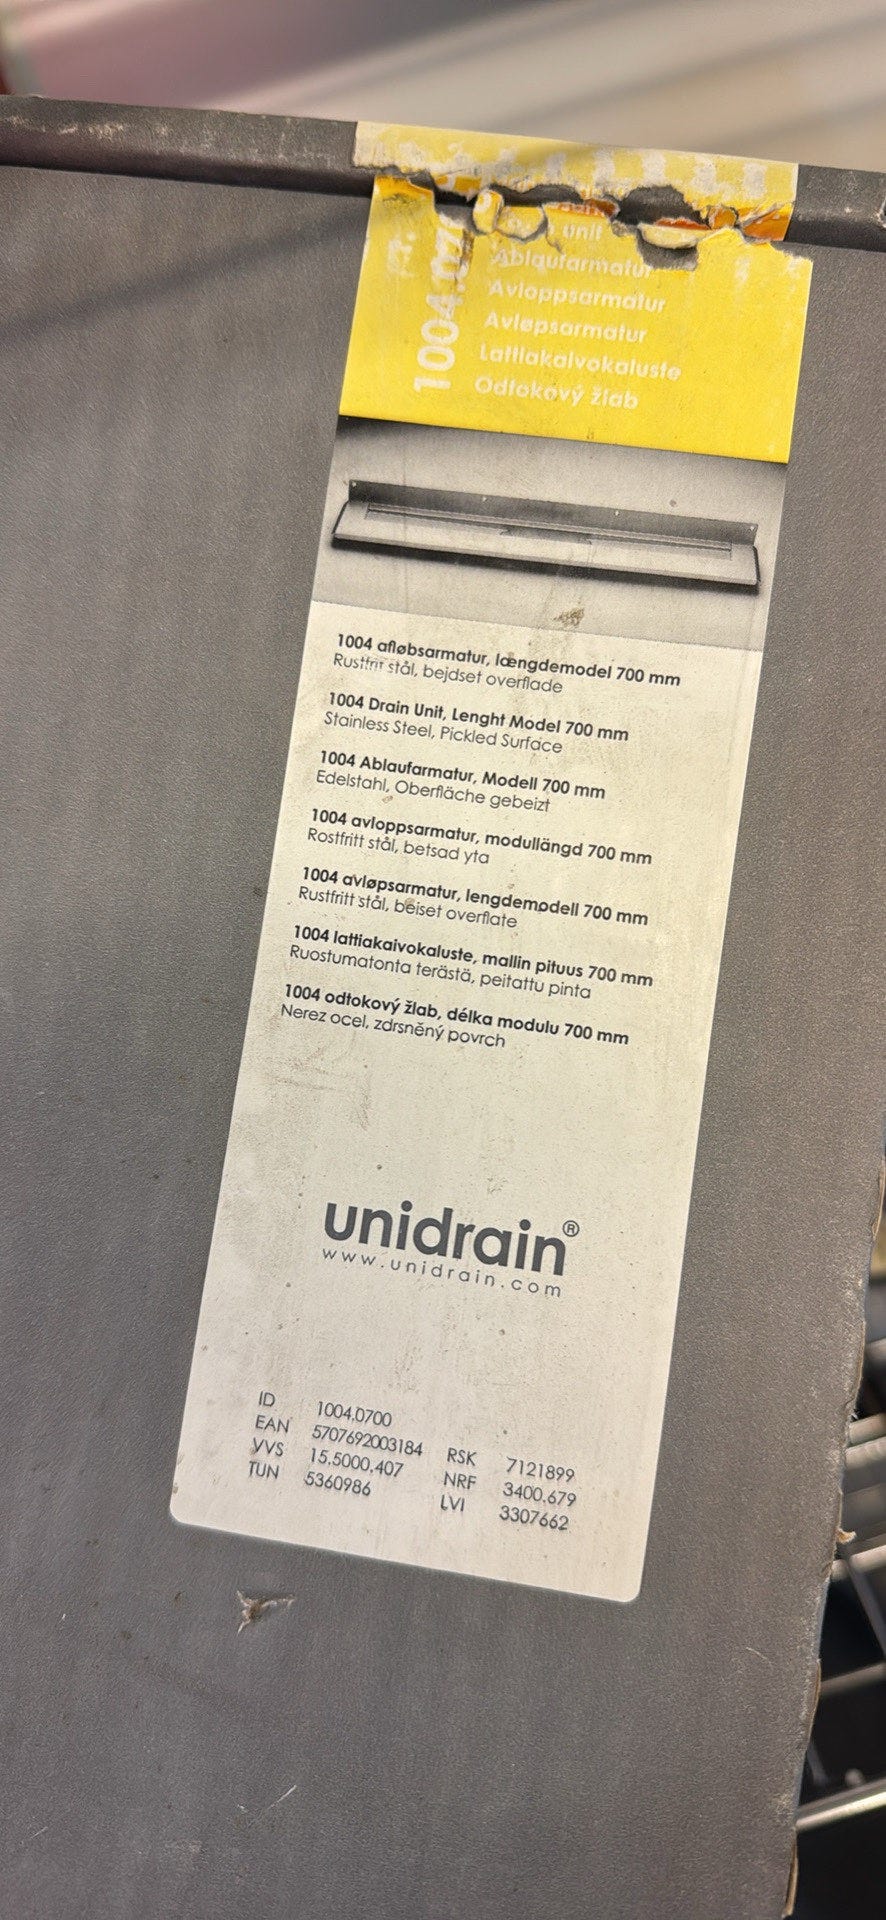 1004.07
unit
Ablaufarmatur
Avloppsarmatur
Avløpsarmatur
Lattiakaivokaluste
Odtokový žlab
1004 afløbsarmatur, længdemodel 700 mm
Rustfrit stål, bejdset overflade
1004 Drain Unit, Lenght Model 700 mm
Stainless Steel, Pickled Surface
1004 Ablaufarmatur, Modell 700 mm
Edelstahl, Oberfläche gebeizt
1004 avloppsarmatur, modullängd 700 mm
Rostfritt stål, betsad yta
1004 avløpsarmatur, lengdemodell 700 mm
Rustfritt stål, beiset overflate
1004 lattiakaivokaluste, mallin pituus 700 mm
Ruostumatonta terästä, peitattu pinta
1004 odtokový žlab, délka modulu 700 mm
Nerez ocel, zdrsněný povrch
unidrain®
www.unidrain.com
ID 1004.0700
EAN 5707692003184 RSK 7121899
VVS 15.5000.407 NRF 3400.679
TUN 5360986 LVI 3307662